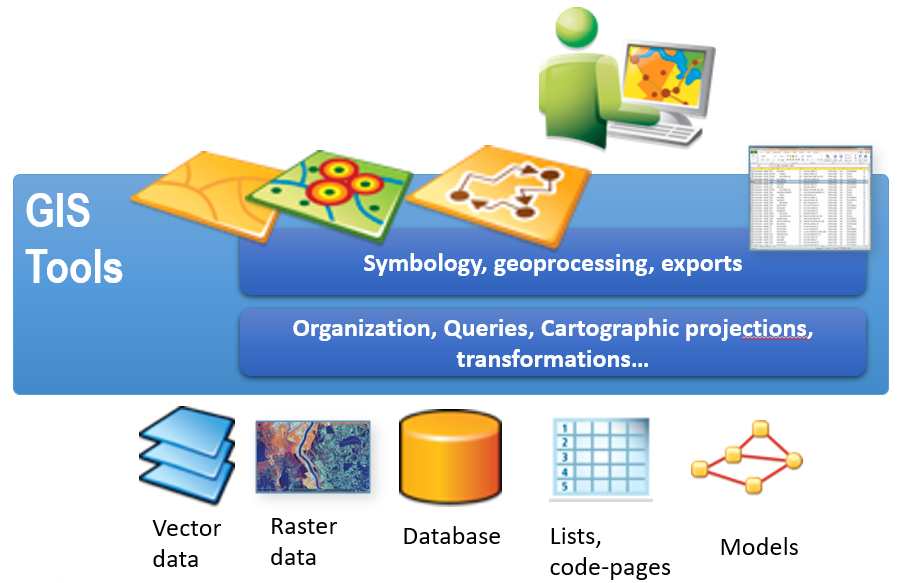 GIS
Tools
Symbology, geoprocessing, exports
Organization, Queries, Cartographic projections,
transformations...
1
2
3
4
5
Vector
data
Raster
data
Database
Lists,
code-pages
Models